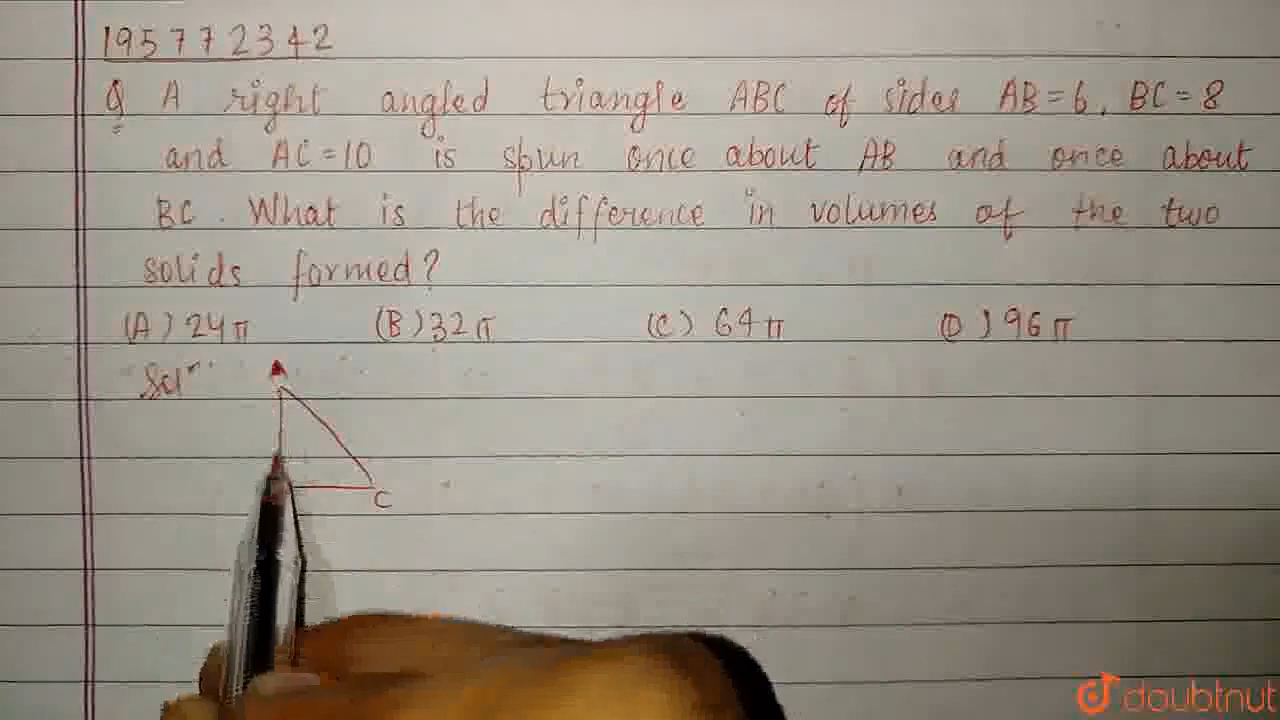 195772342
Q A right angled triangle ABC of sides AB=6, BC=8
and AC=10 is spun once about AB and once about
BC. What is the difference in volumes of the two
solids formed?
(A) 24π (B) 32π (C) 64π (D) 96π
Solⁿ
A
C
doubtnut